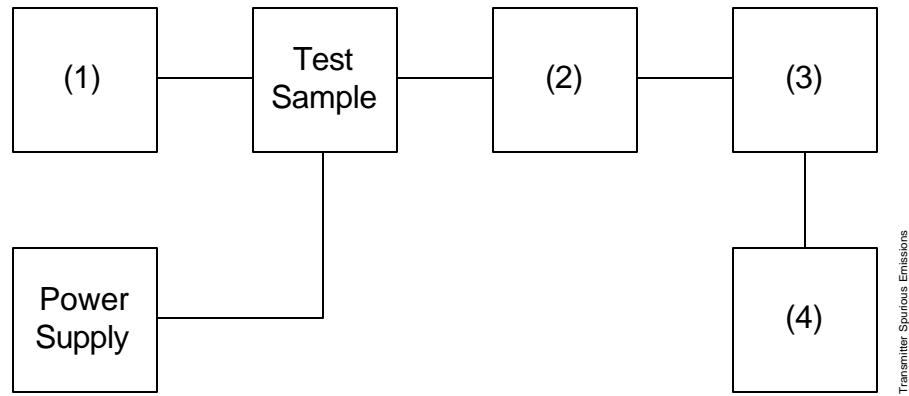 (1)
Test
Sample
(2)
(3)
Power
Supply
(4)
Transmitter Spurious Emissions